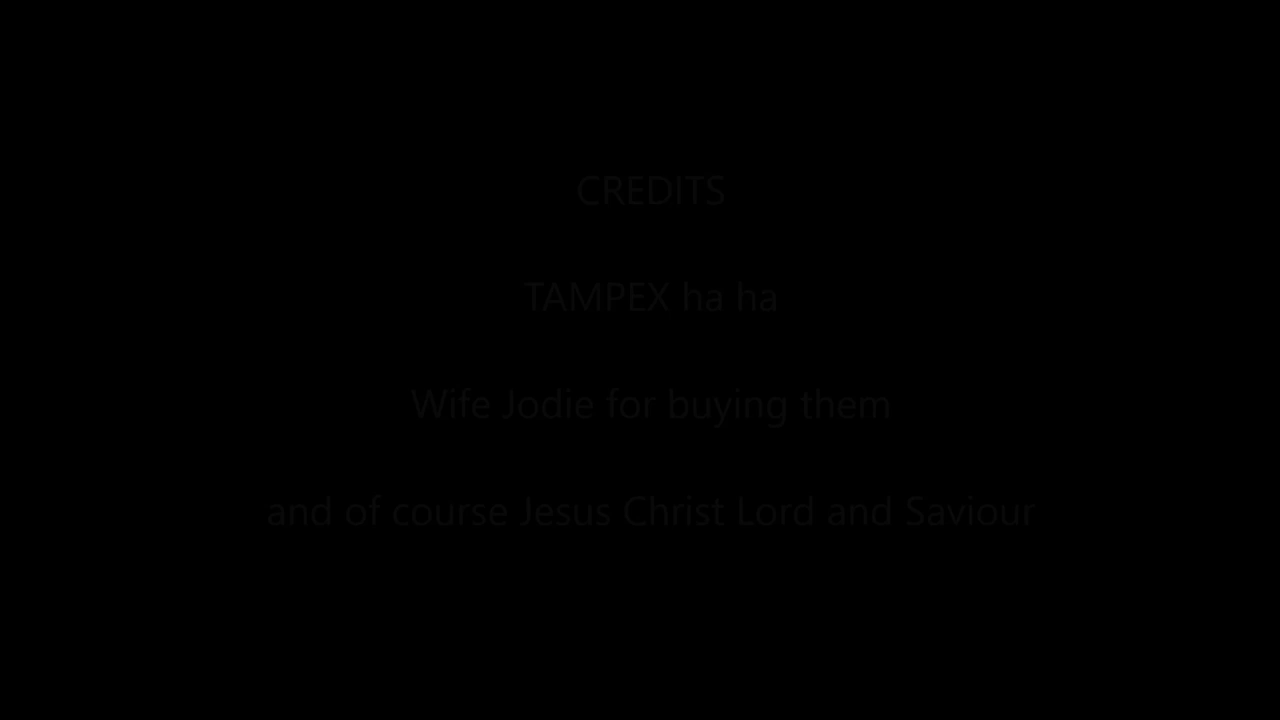 CREDITS
TAMPEX ha ha
Wife Jodie for buying them
and of course Jesus Christ Lord and Saviour